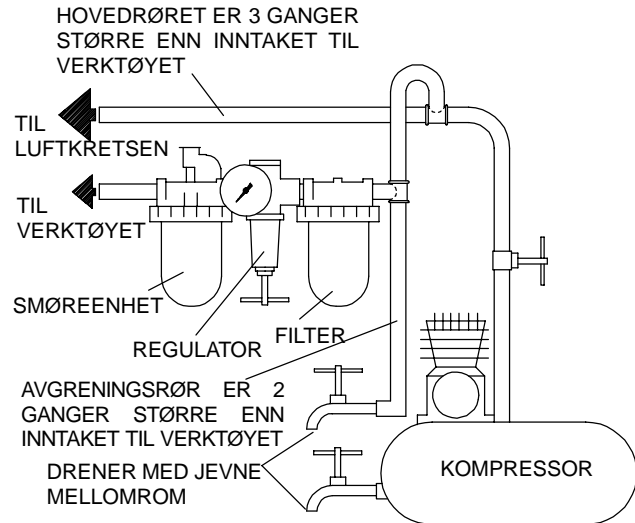 HOVEDRØRET ER 3 GANGER
STØRRE ENN INNTAKET TIL
VERKTØYET
TIL
LUFTKRETSEN
TIL
VERKTØYET
SMØREENHET
REGULATOR
FILTER
AVGRENINGSRØR ER 2
GANGER STØRRE ENN
INNTAKET TIL VERKTØYET
DRENER MED JEVNE
MELLOMROM
KOMPRESSOR